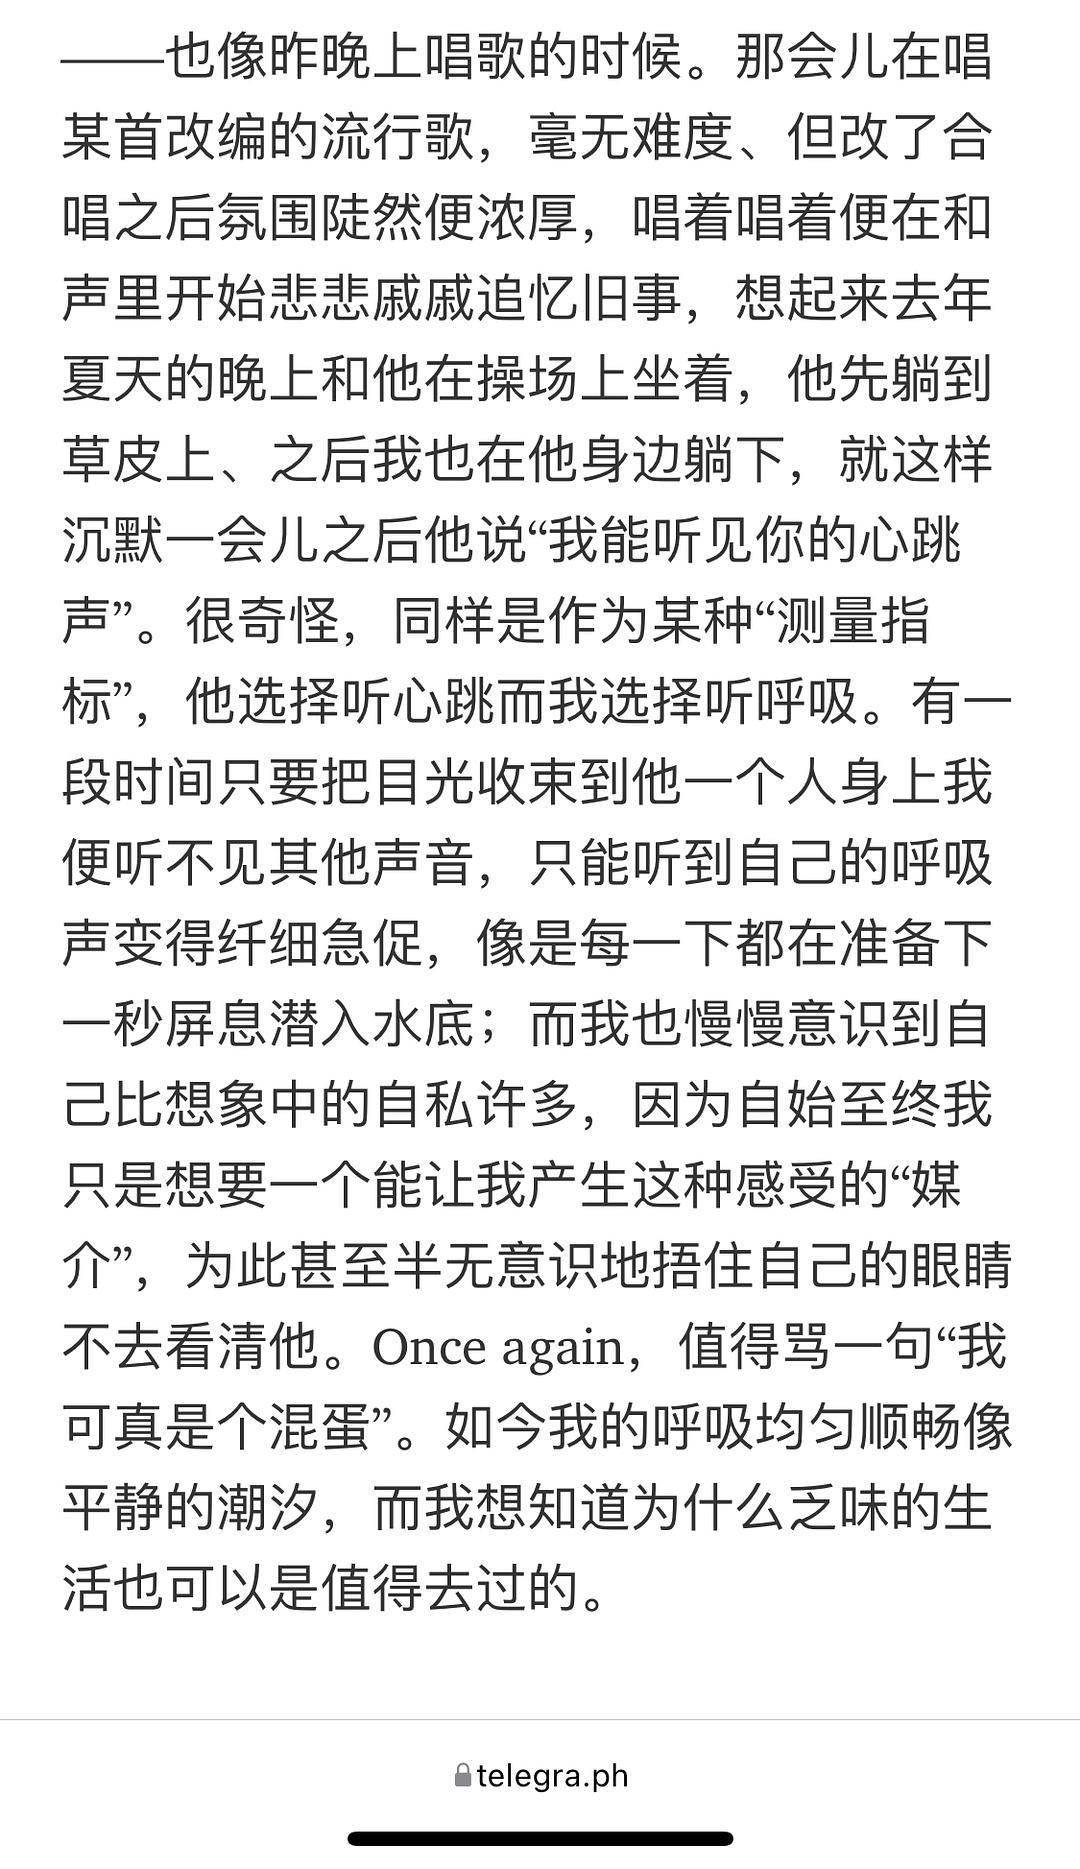 ——也像昨晚上唱歌的时候。那会儿在唱
某首改编的流行歌，毫无难度、但改了合
唱之后氛围陡然便浓厚，唱着唱着便在和
声里开始悲悲戚戚追忆旧事，想起来去年
夏天的晚上和他在操场上坐着，他先躺到
草皮上、之后我也在他身边躺下，就这样
沉默一会儿之后他说“我能听见你的心跳
声”。很奇怪，同样是作为某种“测量指
标”，他选择听心跳而我选择听呼吸。有一
段时间只要把目光收束到他一个人身上我
便听不见其他声音，只能听到自己的呼吸
声变得纤细急促，像是每一下都在准备下
一秒屏息潜入水底；而我也慢慢意识到自
己比想象中的自私许多，因为自始至终我
只是想要一个能让我产生这种感受的“媒
介”，为此甚至半无意识地捂住自己的眼睛
不去看清他。Once again，值得骂一句“我
可真是个混蛋”。如今我的呼吸均匀顺畅像
平静的潮汐，而我想知道为什么乏味的生
活也可以是值得去过的。
telegra.ph